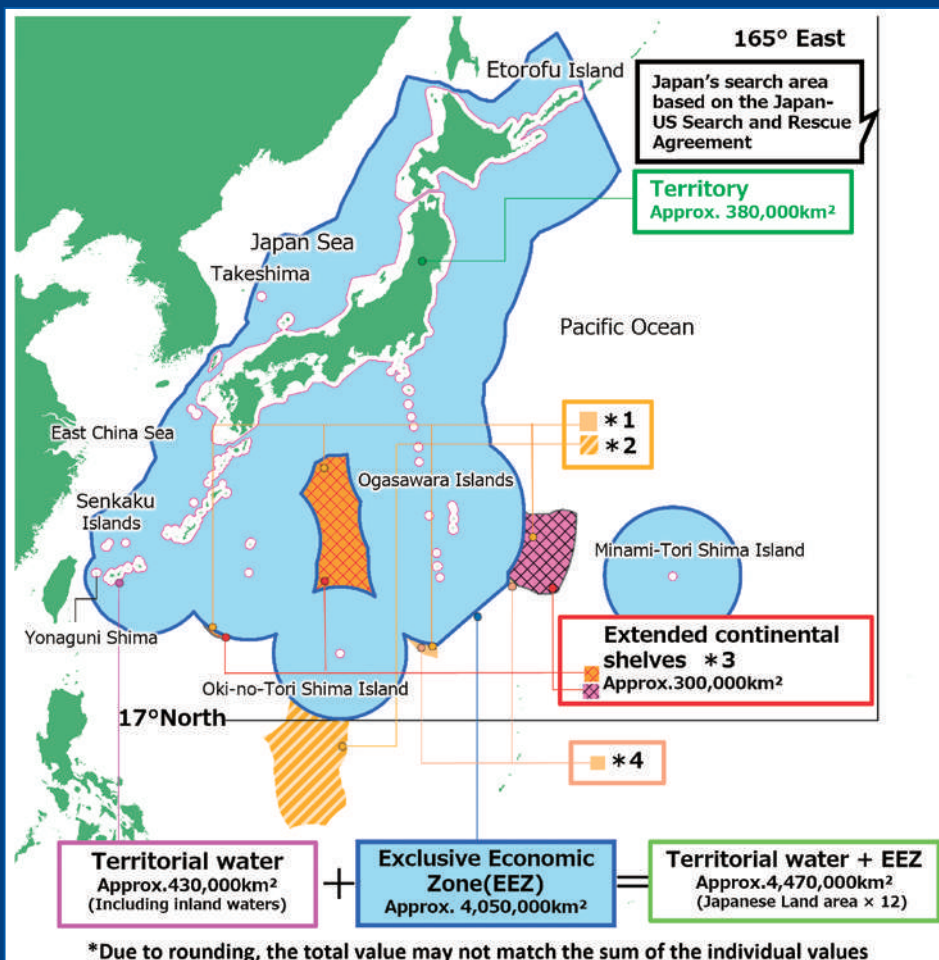 165° East
Etorofu Island
Japan's search area
based on the Japan-
US Search and Rescue
Agreement
Territory
Approx. 380,000km²
Japan Sea
Takeshima
Pacific Ocean
*1
*2
East China Sea
Ogasawara Islands
Senkaku
Islands
Minami-Tori Shima Island
Yonaguni Shima
Extended continental
shelves *3
Approx.300,000km²
Oki-no-Tori Shima Island
17°North
*4
Territorial water
Approx.430,000km²
(Including inland waters)
+
Exclusive Economic
Zone(EEZ)
Approx. 4,050,000km²
=
Territorial water + EEZ
Approx.4,470,000km²
(Japanese Land area × 12)
*Due to rounding, the total value may not match the sum of the individual values